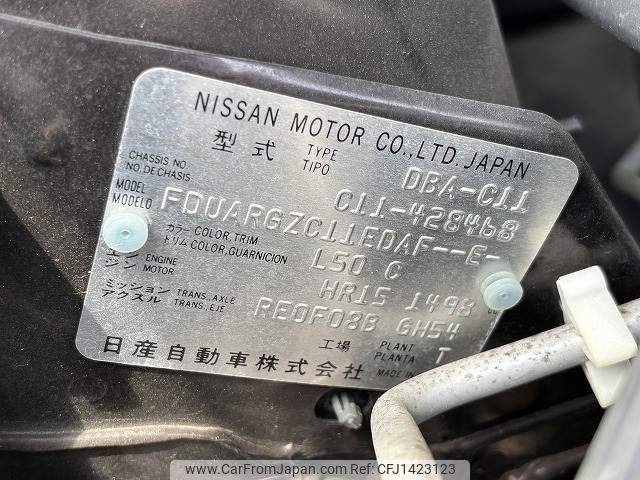 NISSAN MOTOR CO.,LTD.JAPAN
型式 TYPE TIPO DBA-C11
CHASSIS NO NO.DE CHASIS C11-428468
MODEL MODELO FDUARGZC11EDAF--E-
カラー COLOR,TRIM トリム COLOR,GUARNICION L50 C
エンジン ENGINE MOTOR HR15 1498 cc
ミッション TRANS.AXLE アクスル TRANS,EJE RE0F08B GH54
工場 PLANT PLANTA T
日産自動車株式会社 MADE IN
www.CarFromJapan.com | Stock No: CFJ1423123